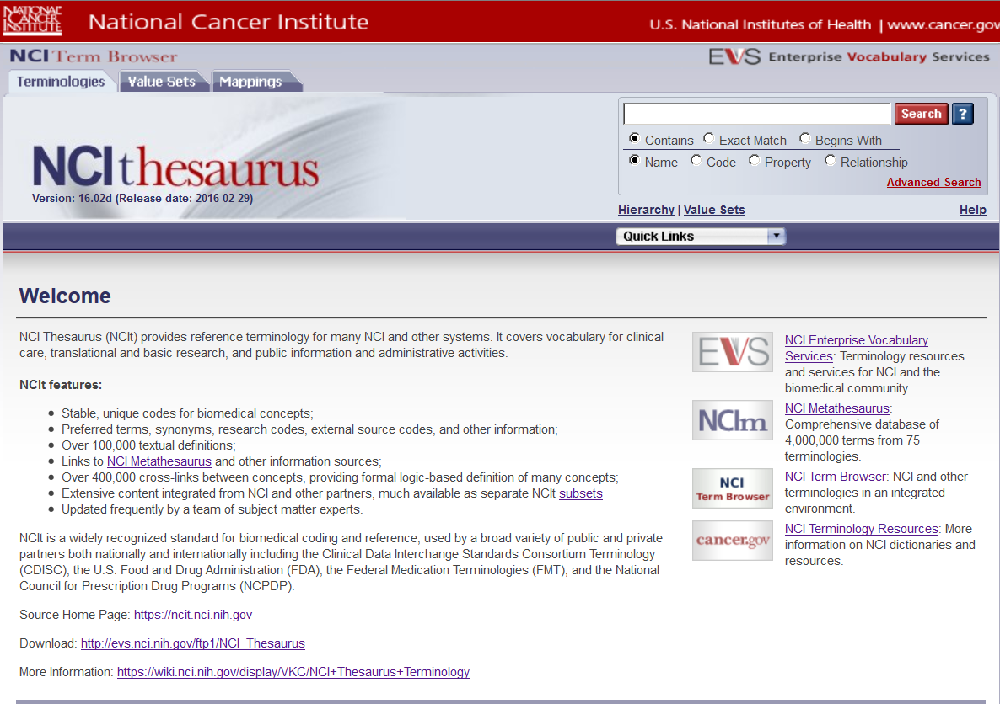 NATIONAL
CANCER
INSTITUTE
National Cancer Institute
U.S. National Institutes of Health | www.cancer.gov
NCI Term Browser
EVS Enterprise Vocabulary Services
Terminologies
Value Sets
Mappings
Search
?
Contains Exact Match Begins With
Name Code Property Relationship
Advanced Search
NCI thesaurus
Version: 16.02d (Release date: 2016-02-29)
Hierarchy | Value Sets
Help
Quick Links
Welcome
NCI Thesaurus (NCIt) provides reference terminology for many NCI and other systems. It covers vocabulary for clinical
care, translational and basic research, and public information and administrative activities.
NCIt features:
● Stable, unique codes for biomedical concepts;
● Preferred terms, synonyms, research codes, external source codes, and other information;
● Over 100,000 textual definitions;
● Links to NCI Metathesaurus and other information sources;
● Over 400,000 cross-links between concepts, providing formal logic-based definition of many concepts;
● Extensive content integrated from NCI and other partners, much available as separate NCIt subsets
● Updated frequently by a team of subject matter experts.
NCIt is a widely recognized standard for biomedical coding and reference, used by a broad variety of public and private
partners both nationally and internationally including the Clinical Data Interchange Standards Consortium Terminology
(CDISC), the U.S. Food and Drug Administration (FDA), the Federal Medication Terminologies (FMT), and the National
Council for Prescription Drug Programs (NCPDP).
Source Home Page: https://ncit.nci.nih.gov
Download: http://evs.nci.nih.gov/ftp1/NCI_Thesaurus
More Information: https://wiki.nci.nih.gov/display/VKC/NCI+Thesaurus+Terminology
EVS
NCI Enterprise Vocabulary
Services: Terminology resources
and services for NCI and the
biomedical community.
NCIm
NCI Metathesaurus:
Comprehensive database of
4,000,000 terms from 75
terminologies.
NCI
Term Browser
NCI Term Browser: NCI and other
terminologies in an integrated
environment.
cancer.gov
NCI Terminology Resources: More
information on NCI dictionaries and
resources.